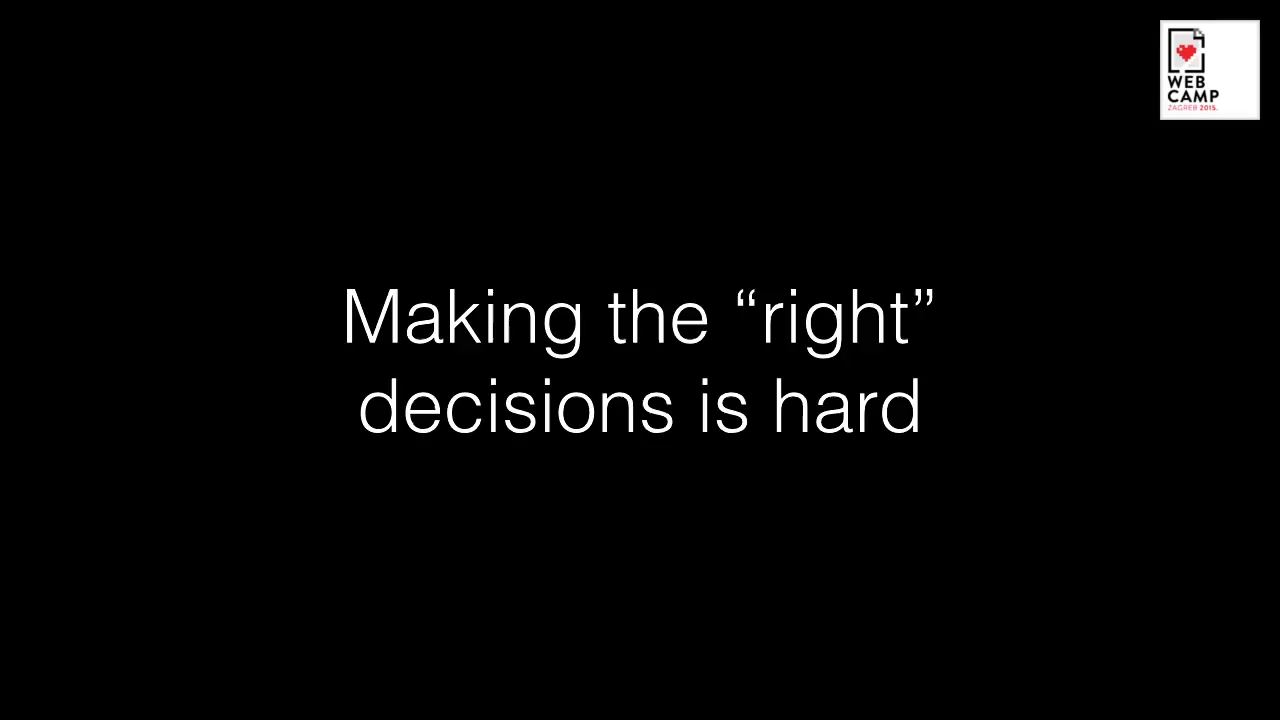 WEB
CAMP
ZAGREB 2015.
Making the “right”
decisions is hard